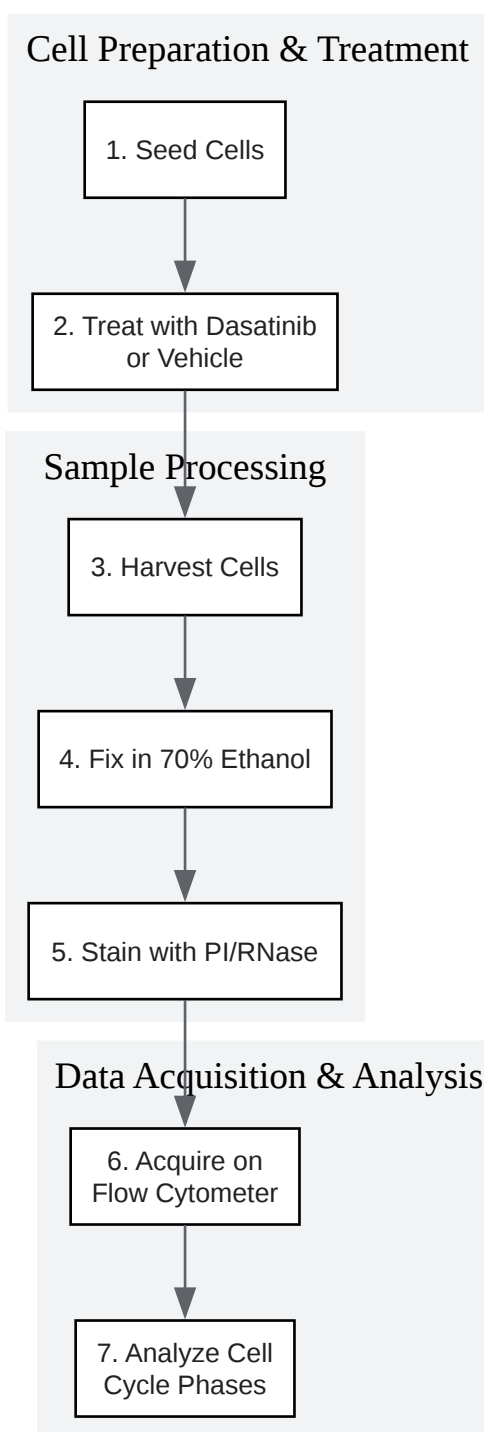 Cell Preparation & Treatment
1. Seed Cells
2. Treat with Dasatinib
or Vehicle
Sample Processing
3. Harvest Cells
4. Fix in 70% Ethanol
5. Stain with PI/RNase
Data Acquisition & Analysis
6. Acquire on
Flow Cytometer
7. Analyze Cell
Cycle Phases